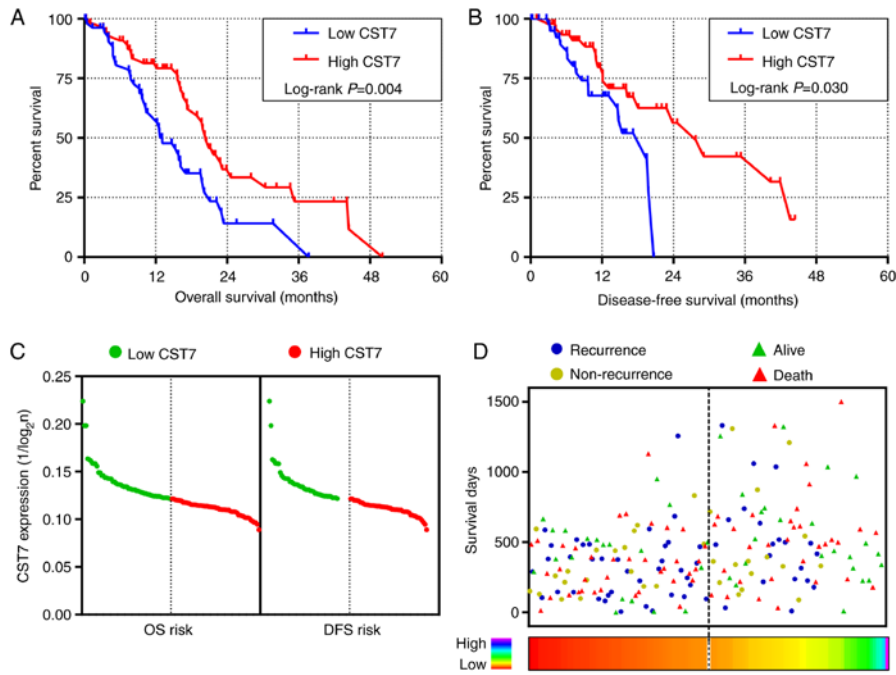 A
100
75
50
25
0
Percent survival
Low CST7
High CST7
Log-rank P=0.004
0 12 24 36 48 60
Overall survival (months)
B
100
75
50
25
0
Percent survival
Low CST7
High CST7
Log-rank P=0.030
0 12 24 36 48 60
Disease-free survival (months)
C
Low CST7 High CST7
0.25
0.20
0.15
0.10
0.05
0.00
CST7 expression (1/log₂n)
OS risk DFS risk
D
Recurrence Alive
Non-recurrence Death
1500
1000
500
0
Survival days
High
Low